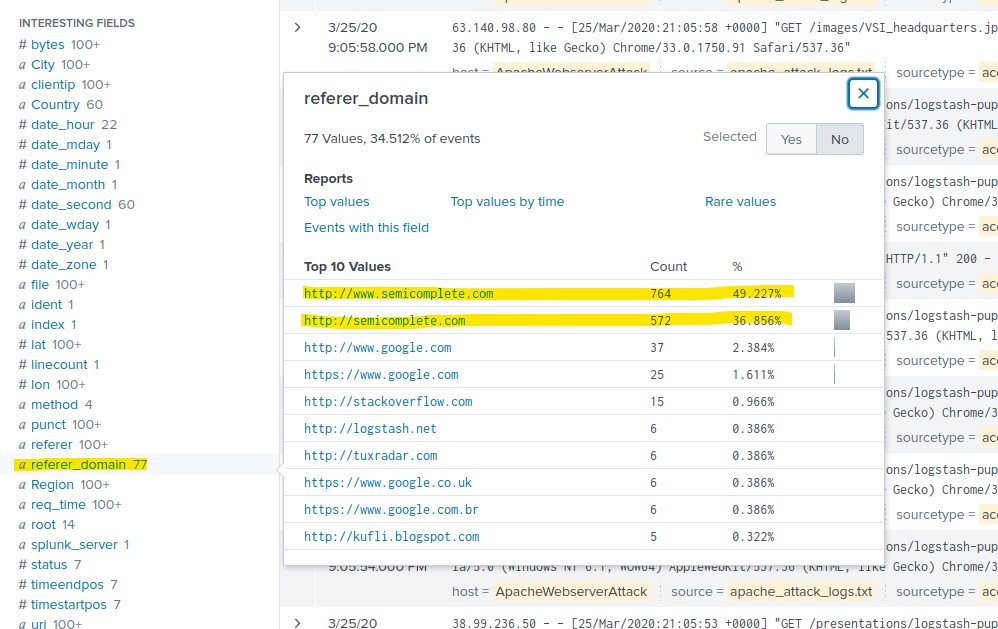 INTERESTING FIELDS
# bytes 100+
a City 100+
a clientip 100+
a Country 60
# date_hour 22
# date_mday 1
# date_minute 1
a date_month 1
# date_second 60
a date_wday 1
# date_year 1
# date_zone 1
a file 100+
a ident 1
a index 1
# lat 100+
# linecount 1
# lon 100+
a method 4
a punct 100+
a referer 100+
a referer_domain 77
a Region 100+
a req_time 100+
a root 14
a splunk_server 1
# status 7
# timeendpos 7
# timestartpos 7
a uri 100+
> 3/25/20 63.140.98.80 - - [25/Mar/2020:21:05:58 +0000] "GET /images/VSI_headquarters.jp
9:05:58.000 PM 36 (KHTML, like Gecko) Chrome/33.0.1750.91 Safari/537.36"
host = ApacheWebserverAttack source = apache_attack_logs.txt sourcetype = acc
referer_domain
77 Values, 34.512% of events
Selected Yes No
Reports
Top values Top values by time Rare values
Events with this field
Top 10 Values Count %
http://www.semicomplete.com 764 49.227%
http://semicomplete.com 572 36.856%
http://www.google.com 37 2.384%
https://www.google.com 25 1.611%
http://stackoverflow.com 15 0.966%
http://logstash.net 6 0.386%
http://tuxradar.com 6 0.386%
https://www.google.co.uk 6 0.386%
https://www.google.com.br 6 0.386%
http://kufli.blogspot.com 5 0.322%
ons/logstash-pup
it/537.36 (KHTML
sourcetype = acc
ons/logstash-pup
Gecko) Chrome/3
sourcetype = acc
HTTP/1.1" 200 -
sourcetype = acc
ons/logstash-pup
537.36 (KHTML, l
sourcetype = acc
ons/logstash-pup
Gecko) Chrome/3
sourcetype = acc
ons/logstash-pup
Gecko) Chrome/3
sourcetype = acc
ons/logstash-pup
9:05:54.000 PM la/5.0 (Windows NT 6.1; WOW64) AppleWebKit/537.36 (KHTML, like Gecko) Chrome/3
host = ApacheWebserverAttack source = apache_attack_logs.txt sourcetype = acc
> 3/25/20 38.99.236.50 - - [25/Mar/2020:21:05:53 +0000] "GET /presentations/logstash-pup